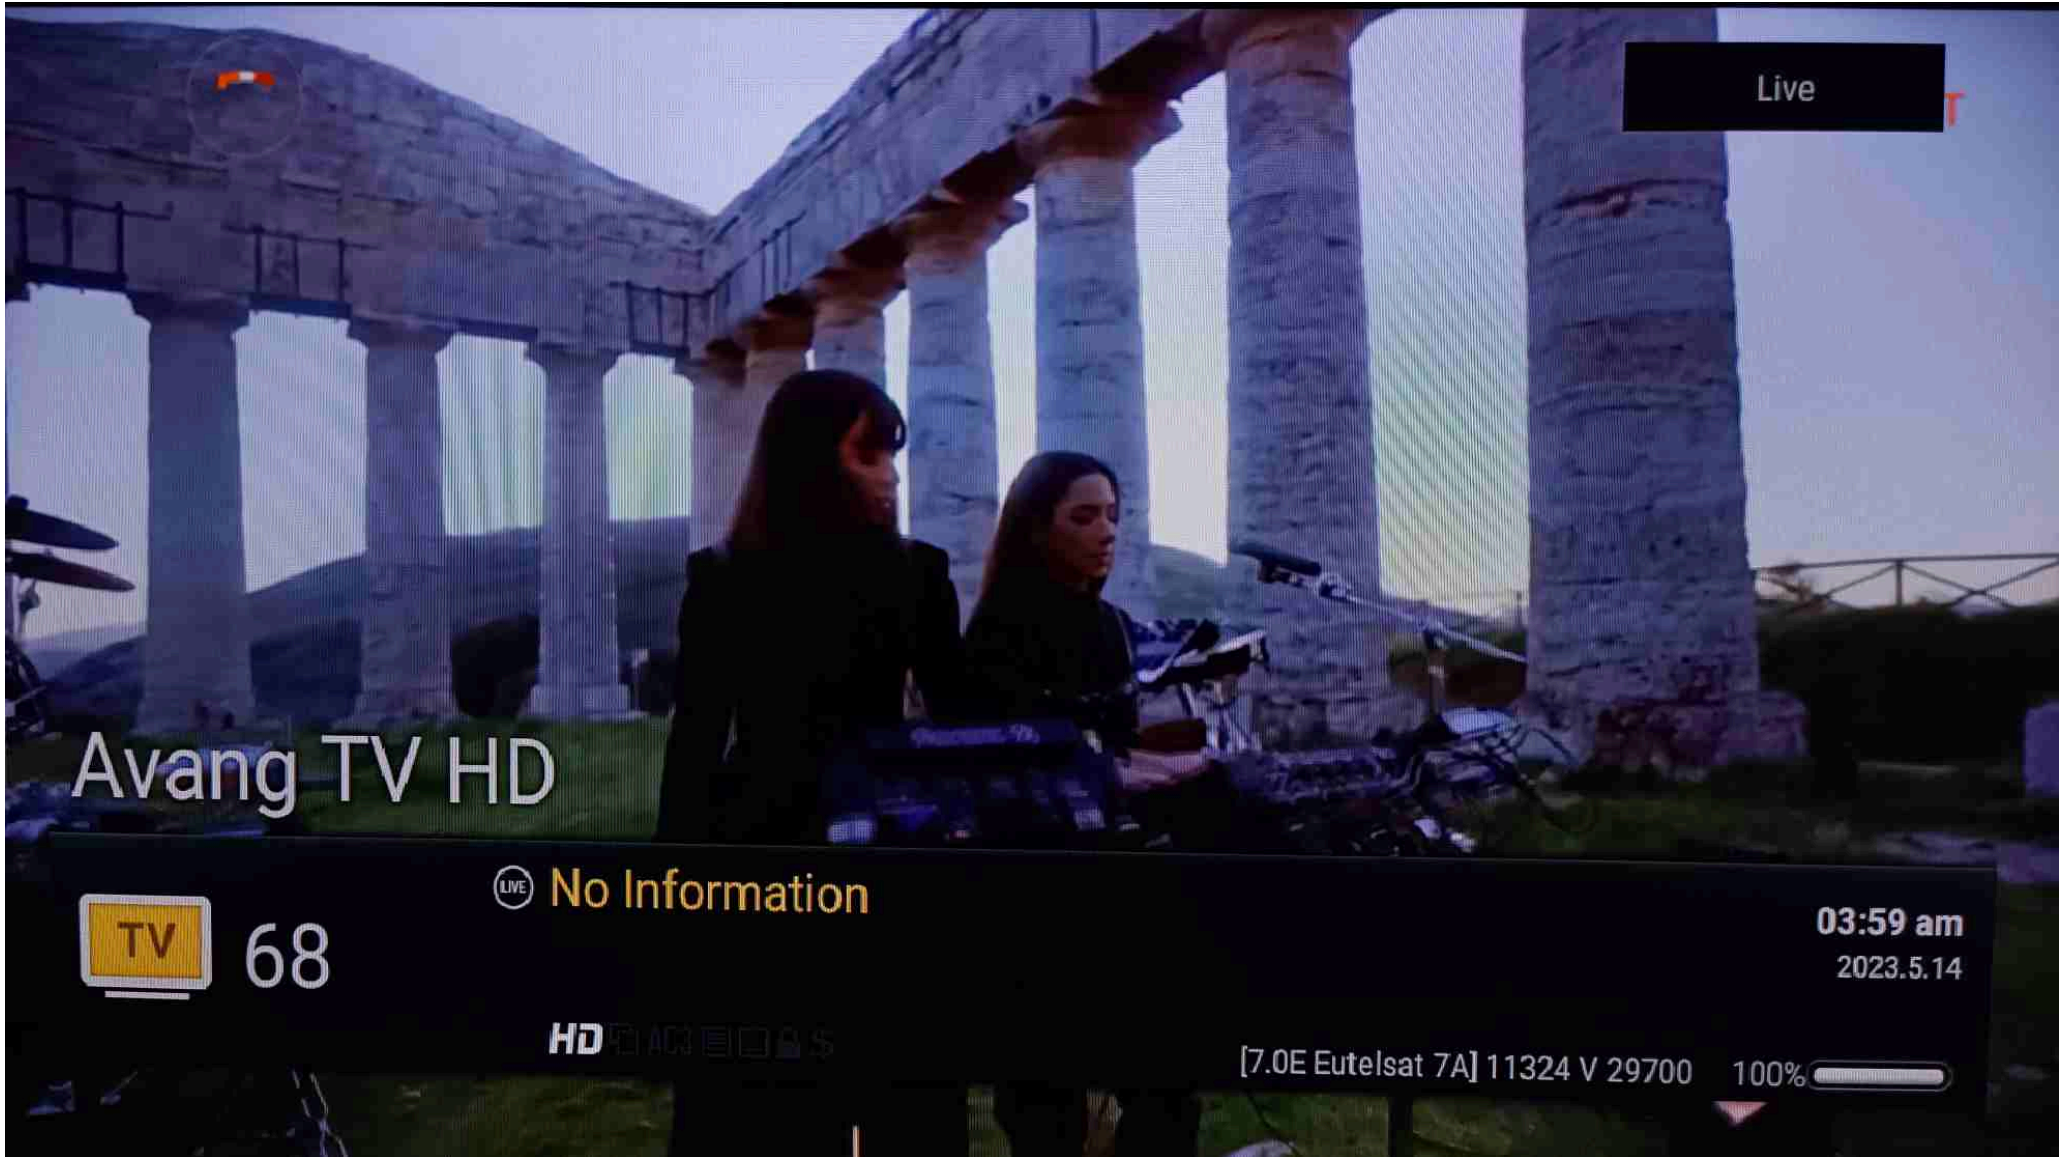 Live
T
Avang TV HD
LIVE No Information
TV 68
03:59 am
2023.5.14
HD
[7.0E Eutelsat 7A] 11324 V 29700 100%